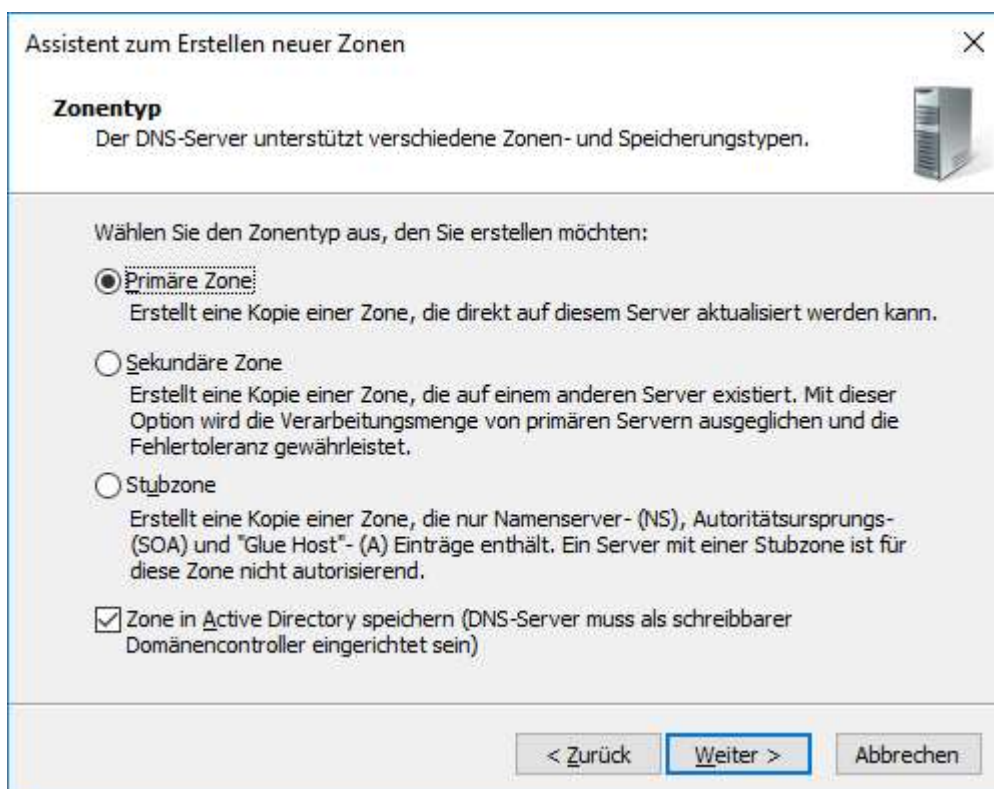 Assistent zum Erstellen neuer Zonen
Zonentyp
Der DNS-Server unterstützt verschiedene Zonen- und Speicherungstypen.
Wählen Sie den Zonentyp aus, den Sie erstellen möchten:
Primäre Zone
Erstellt eine Kopie einer Zone, die direkt auf diesem Server aktualisiert werden kann.
Sekundäre Zone
Erstellt eine Kopie einer Zone, die auf einem anderen Server existiert. Mit dieser
Option wird die Verarbeitungsmenge von primären Servern ausgeglichen und die
Fehlertoleranz gewährleistet.
Stubzone
Erstellt eine Kopie einer Zone, die nur Namenserver- (NS), Autoritätsursprungs-
(SOA) und "Glue Host"- (A) Einträge enthält. Ein Server mit einer Stubzone ist für
diese Zone nicht autorisierend.
Zone in Active Directory speichern (DNS-Server muss als schreibbarer
Domänencontroller eingerichtet sein)
< Zurück
Weiter >
Abbrechen